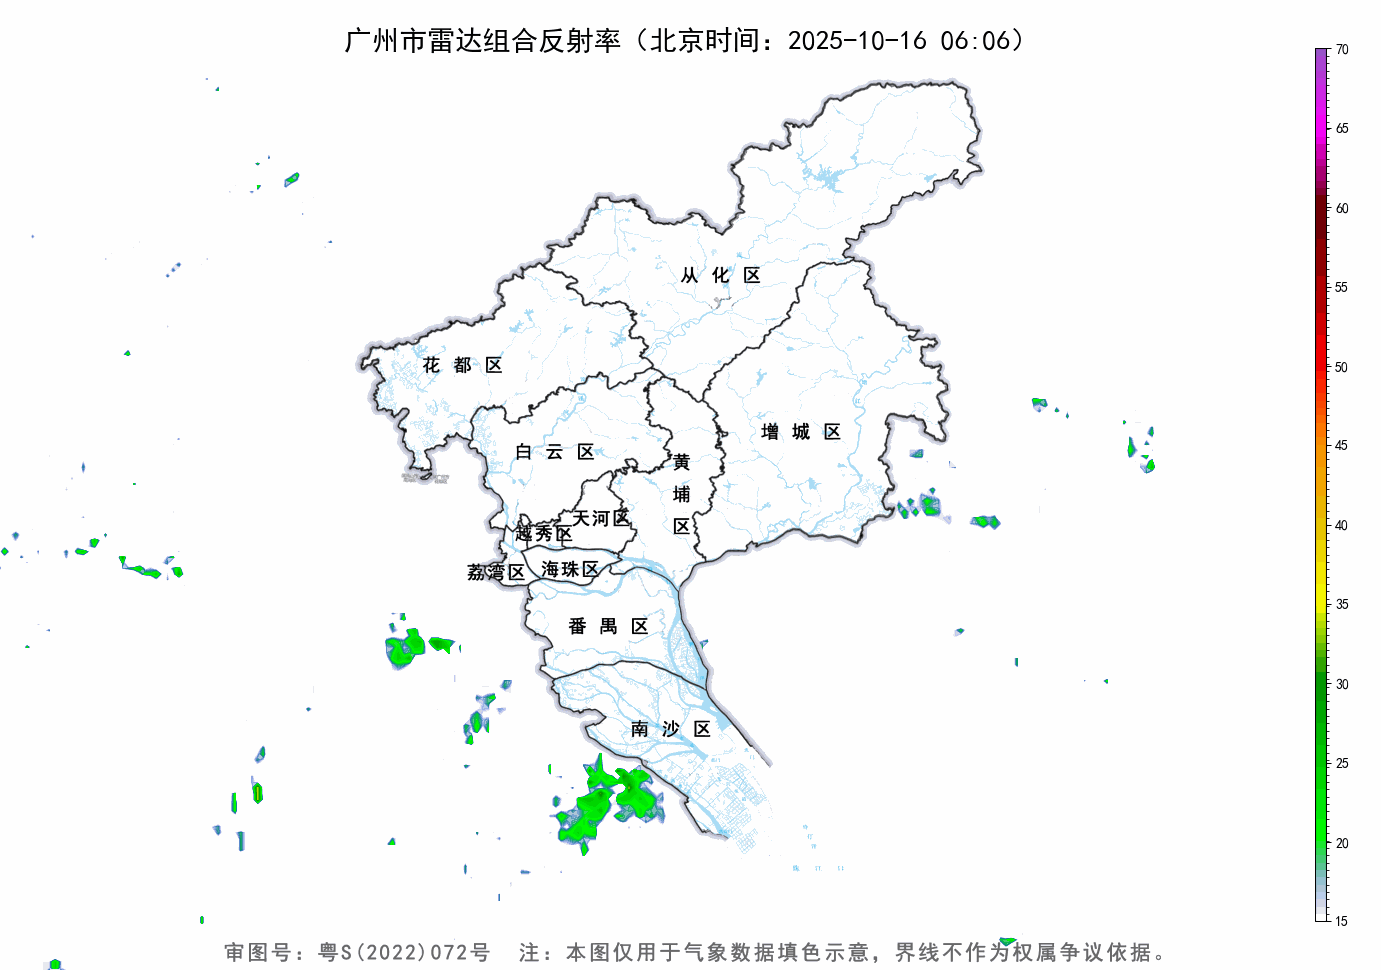 广州市雷达组合反射率（北京时间：2025-10-16 06:06）
70
65
60
55
50
45
40
35
30
25
20
15
从化区
花都区
增城区
白云区
黄埔区
天河区
越秀区
荔湾区
海珠区
番禺区
南沙区
审图号：粤S(2022)072号 注：本图仅用于气象数据填色示意，界线不作为权属争议依据。